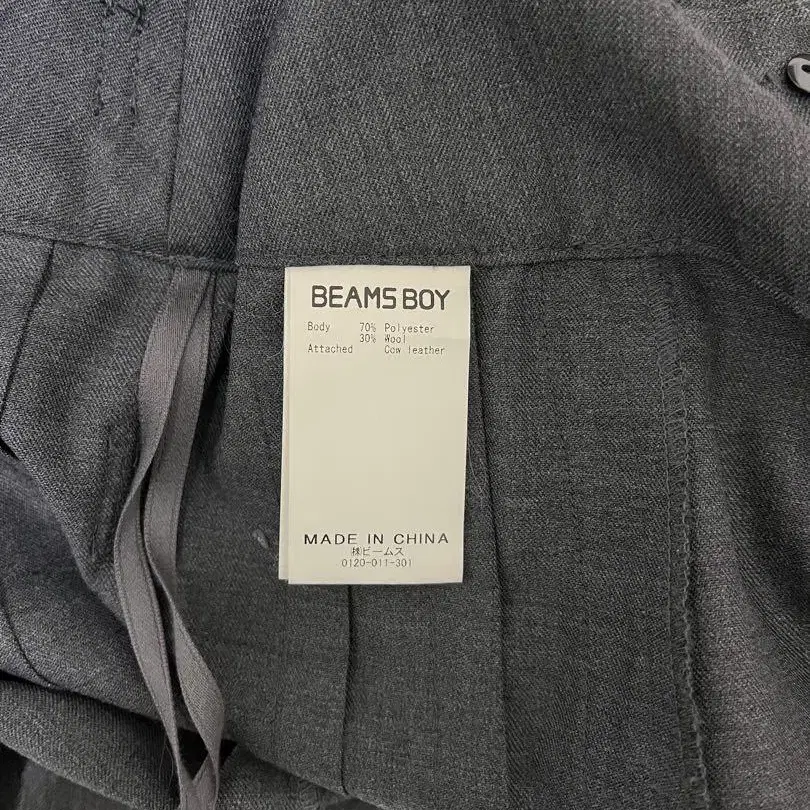 BEAMS BOY
Body 70% Polyester
30% Wool
Attached Cow leather
MADE IN CHINA
㈱ビームス
0120-011-301